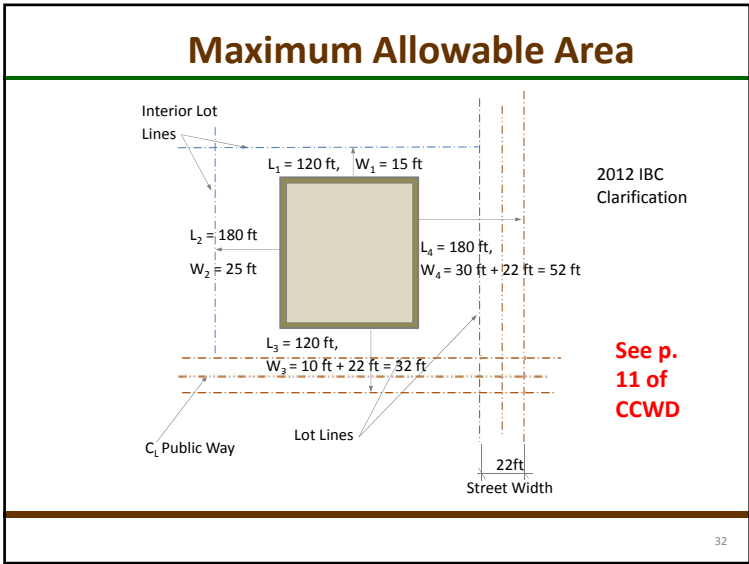 Maximum Allowable Area
Interior Lot
Lines
L₁ = 120 ft, W₁ = 15 ft
2012 IBC
Clarification
L₂ = 180 ft
W₂ = 25 ft
L₄ = 180 ft,
W₄ = 30 ft + 22 ft = 52 ft
L₃ = 120 ft,
W₃ = 10 ft + 22 ft = 32 ft
See p.
11 of
CCWD
Lot Lines
C_L Public Way
22ft
Street Width
32